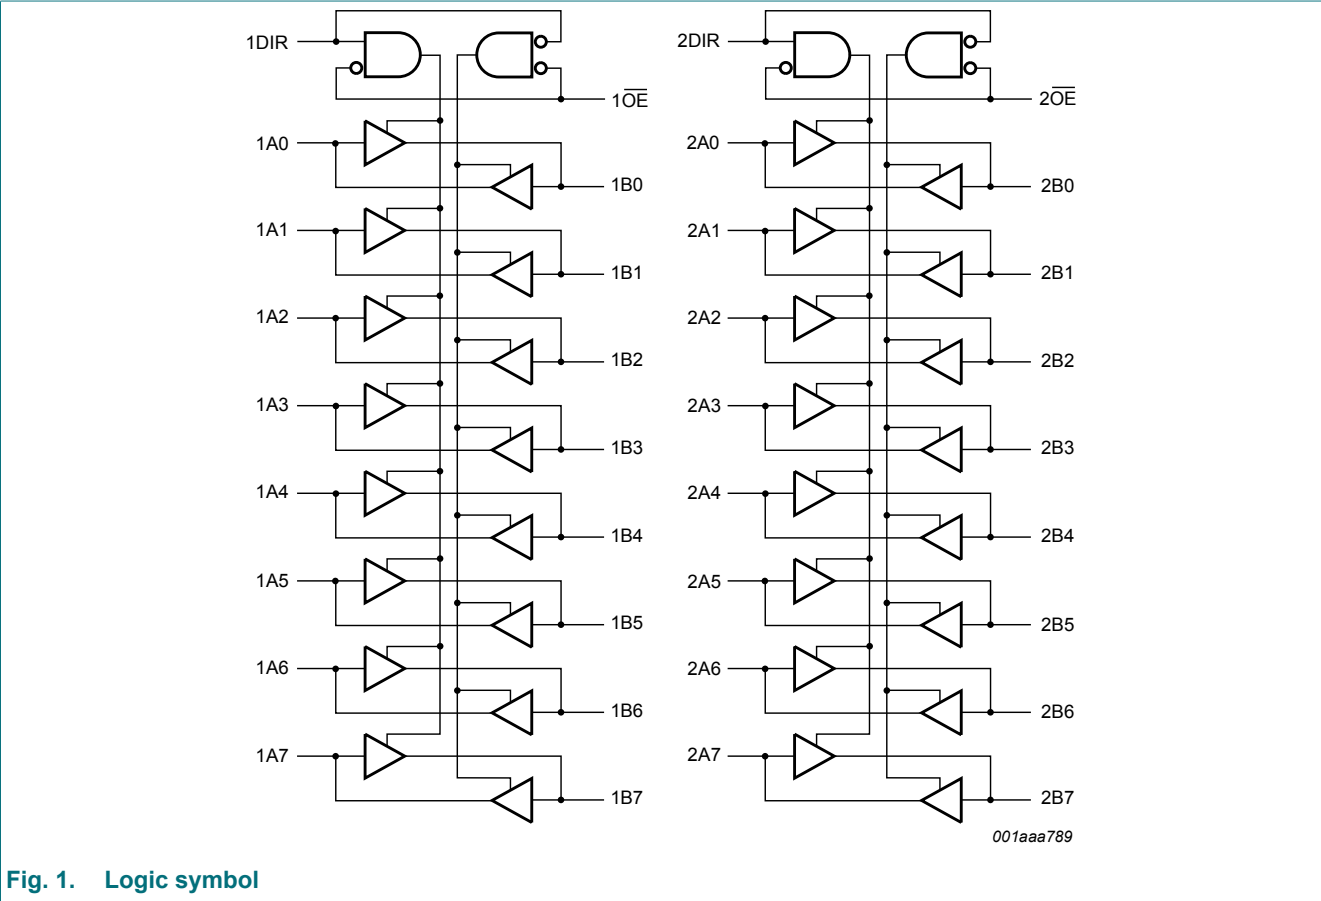 1DIR
2DIR
1O̅E̅
2O̅E̅
1A0
2A0
1B0
2B0
1A1
2A1
1B1
2B1
1A2
2A2
1B2
2B2
1A3
2A3
1B3
2B3
1A4
2A4
1B4
2B4
1A5
2A5
1B5
2B5
1A6
2A6
1B6
2B6
1A7
2A7
1B7
2B7
001aaa789
Fig. 1. Logic symbol